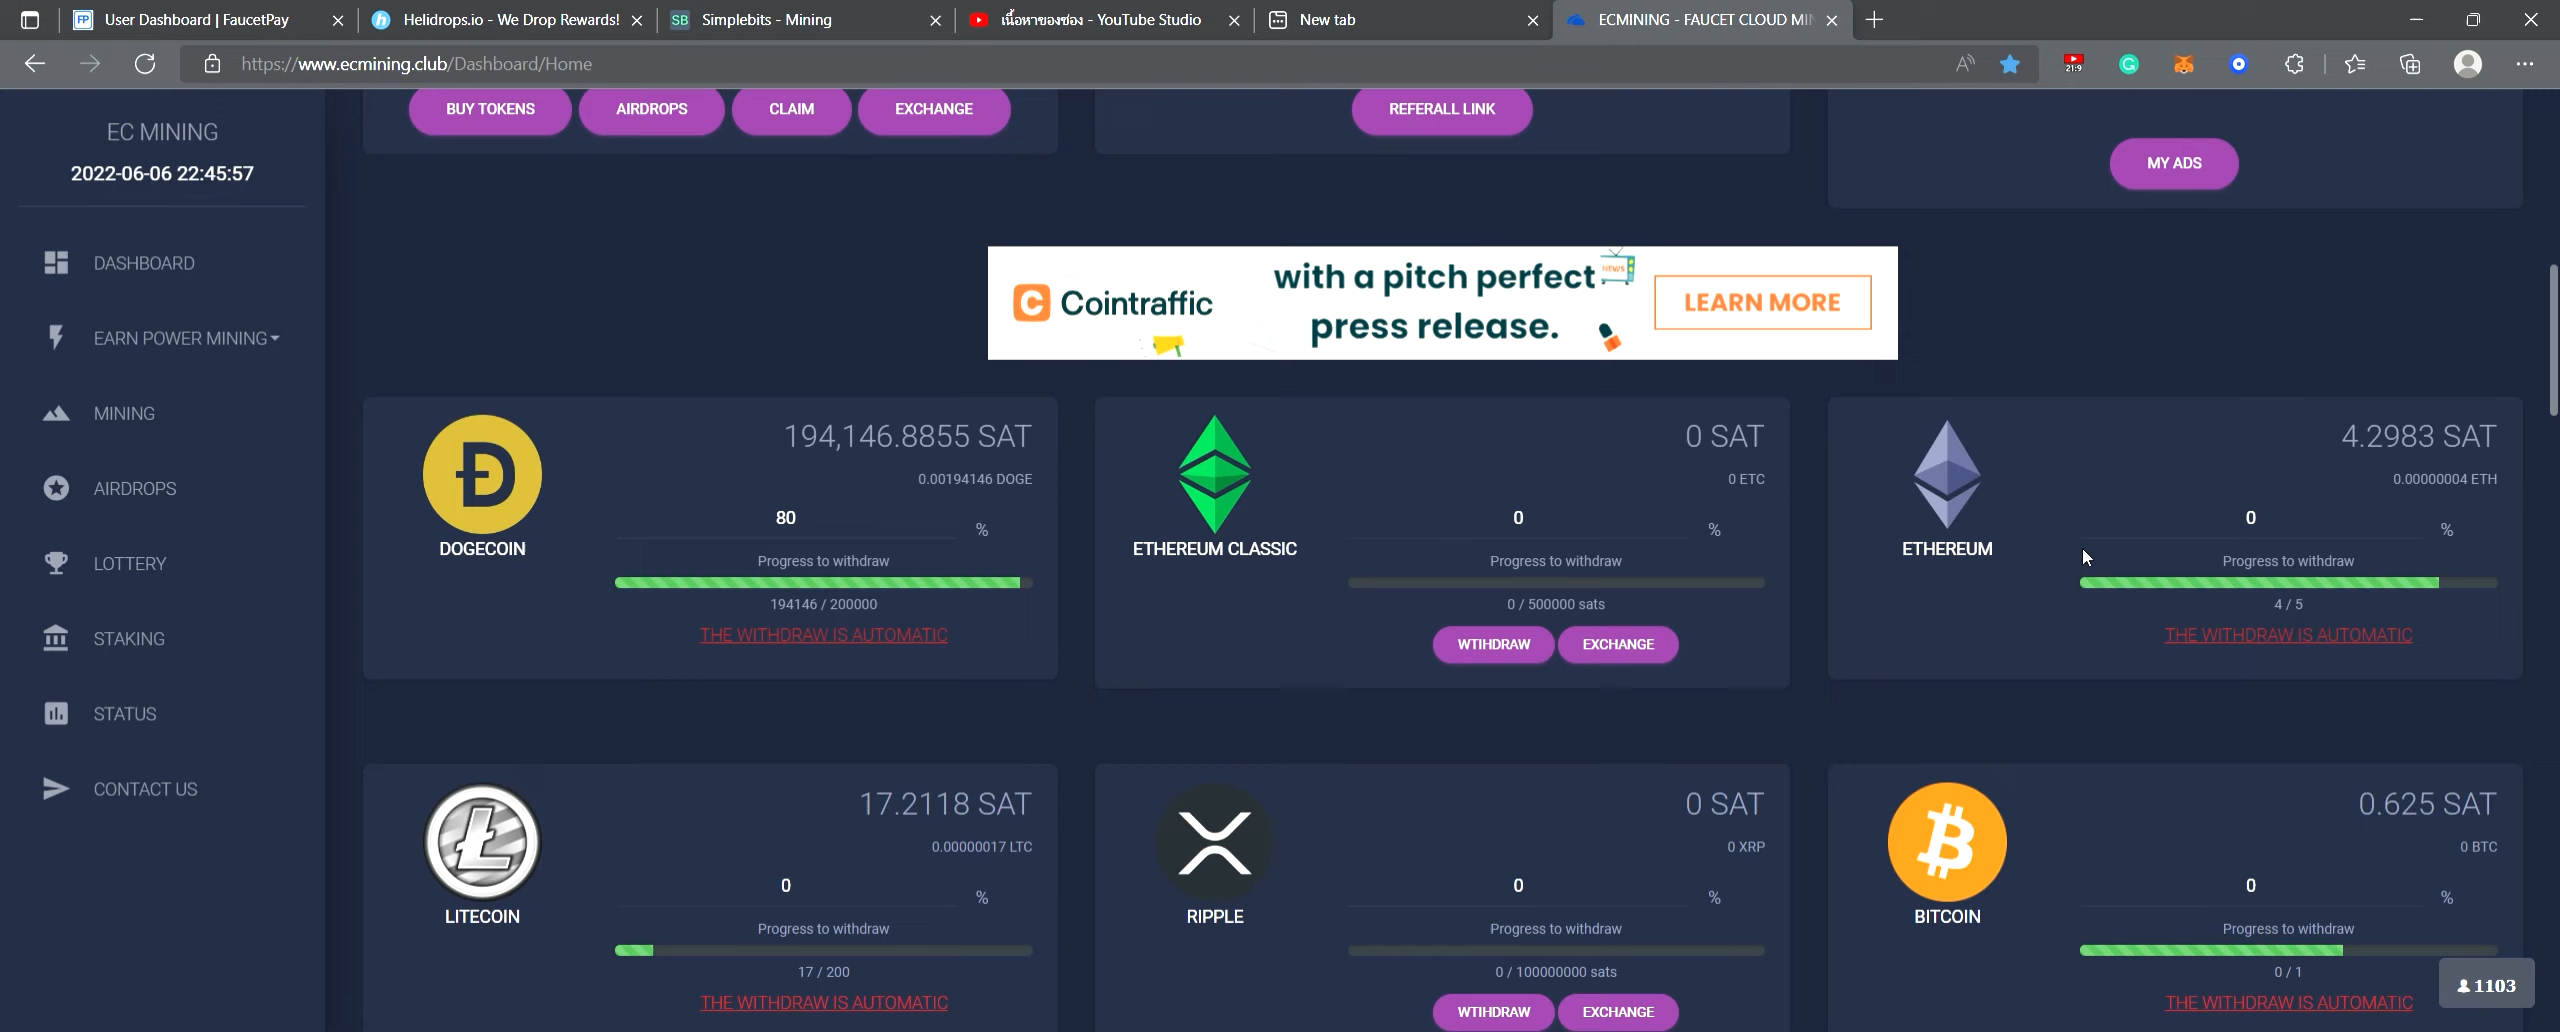 User Dashboard | FaucetPay
Helidrops.io - We Drop Rewards!
SB Simplebits - Mining
เนื้อหาของช่อง - YouTube Studio
New tab
ECMINING - FAUCET CLOUD MIN
https://www.ecmining.club/Dashboard/Home
21:9
EC MINING
2022-06-06 22:45:57
DASHBOARD
EARN POWER MINING
MINING
AIRDROPS
LOTTERY
STAKING
STATUS
CONTACT US
BUY TOKENS
AIRDROPS
CLAIM
EXCHANGE
REFERALL LINK
MY ADS
Cointraffic
with a pitch perfect
press release.
NEWS
LEARN MORE
DOGECOIN
194,146.8855 SAT
0.00194146 DOGE
80
%
Progress to withdraw
194146 / 200000
THE WITHDRAW IS AUTOMATIC
ETHEREUM CLASSIC
0 SAT
0 ETC
0
%
Progress to withdraw
0 / 500000 sats
WTIHDRAW
EXCHANGE
ETHEREUM
4.2983 SAT
0.00000004 ETH
0
%
Progress to withdraw
4 / 5
THE WITHDRAW IS AUTOMATIC
LITECOIN
17.2118 SAT
0.00000017 LTC
0
%
Progress to withdraw
17 / 200
THE WITHDRAW IS AUTOMATIC
RIPPLE
0 SAT
0 XRP
0
%
Progress to withdraw
0 / 100000000 sats
WTIHDRAW
EXCHANGE
BITCOIN
0.625 SAT
0 BTC
0
%
Progress to withdraw
0 / 1
THE WITHDRAW IS AUTOMATIC
1103